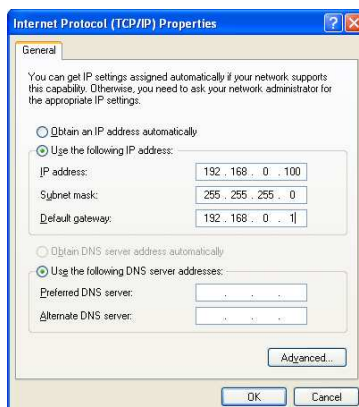 Internet Protocol (TCP/IP) Properties
General
You can get IP settings assigned automatically if your network supports
this capability. Otherwise, you need to ask your network administrator for
the appropriate IP settings.
Obtain an IP address automatically
Use the following IP address:
IP address: 192 . 168 . 0 . 100
Subnet mask: 255 . 255 . 255 . 0
Default gateway: 192 . 168 . 0 . 1
Obtain DNS server address automatically
Use the following DNS server addresses:
Preferred DNS server: . . .
Alternate DNS server: . . .
Advanced...
OK Cancel